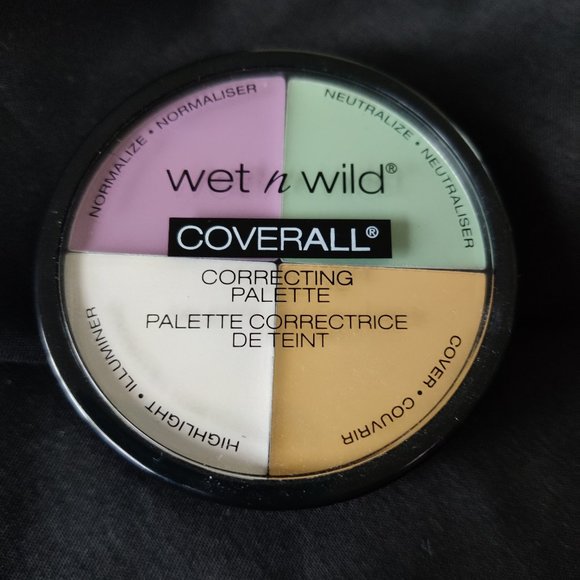 NORMALIZE • NORMALISER
NEUTRALIZE • NEUTRALISER
wet n wild®
COVERALL®
CORRECTING
PALETTE
PALETTE CORRECTRICE
DE TEINT
HIGHLIGHT • ILLUMINER
COVER • COUVRIR